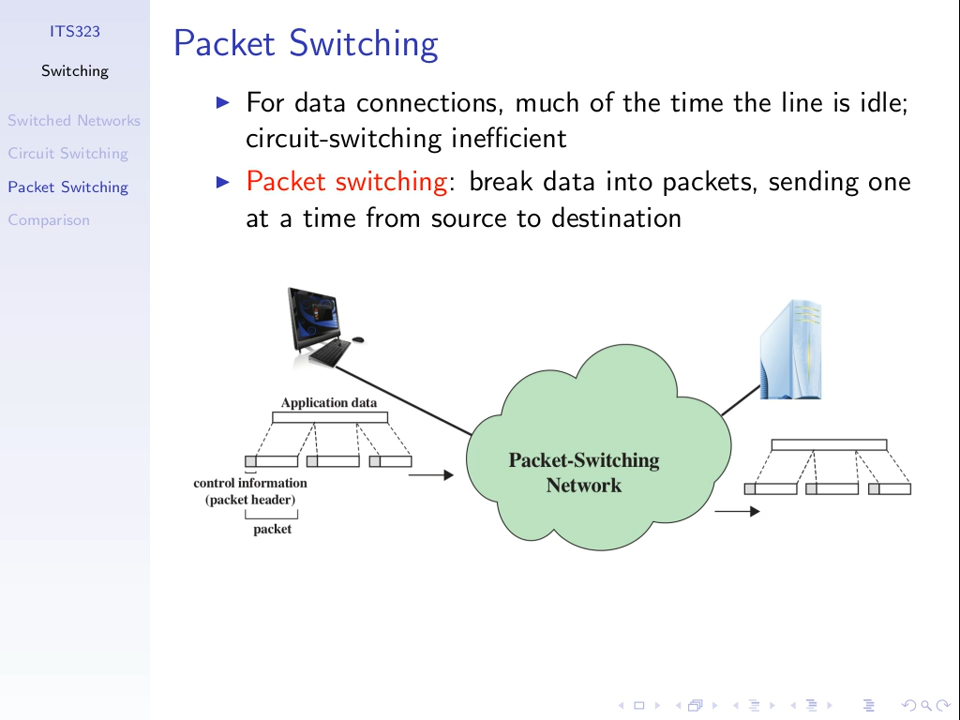 ITS323
Switching
Switched Networks
Circuit Switching
Packet Switching
Comparison
Packet Switching
For data connections, much of the time the line is idle;
circuit-switching inefficient
Packet switching: break data into packets, sending one
at a time from source to destination
Application data
control information
(packet header)
packet
Packet-Switching
Network